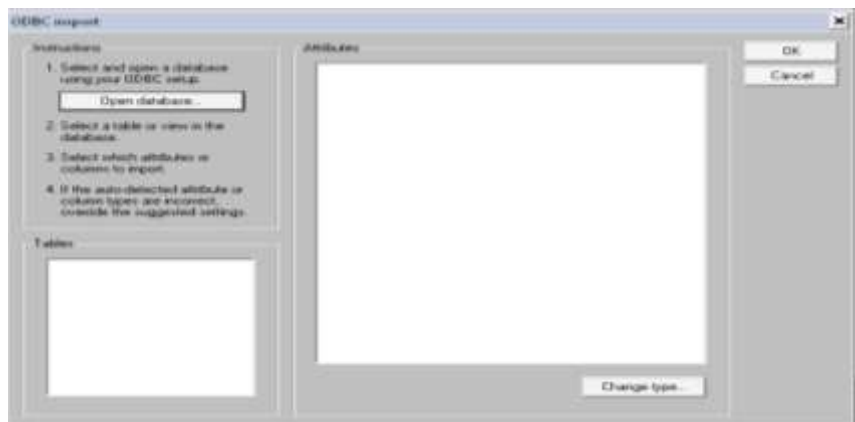 ODBC import
Instructions
1. Select and open a database
using your ODBC setup.
Open database...
2. Select a table or view in the
database.
3. Select which attributes or
columns to import.
4. If the auto-detected attribute or
column types are incorrect,
override the suggested settings.
Tables
Attributes
Change type...
OK
Cancel